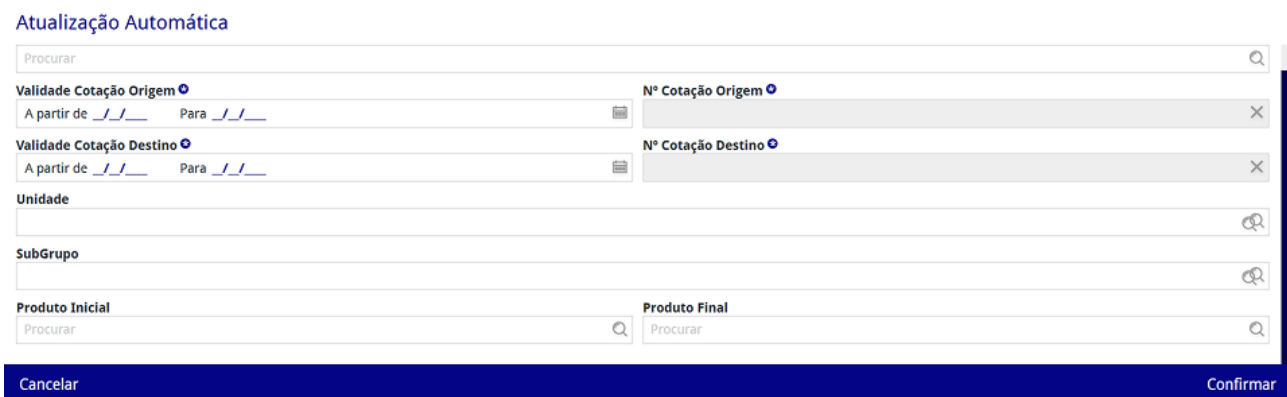 Atualização Automática
Procurar
Validade Cotação Origem Nº Cotação Origem
A partir de _/_/___ Para _/_/___
Validade Cotação Destino Nº Cotação Destino
A partir de _/_/___ Para _/_/___
Unidade
SubGrupo
Produto Inicial Produto Final
Procurar Procurar
Cancelar Confirmar